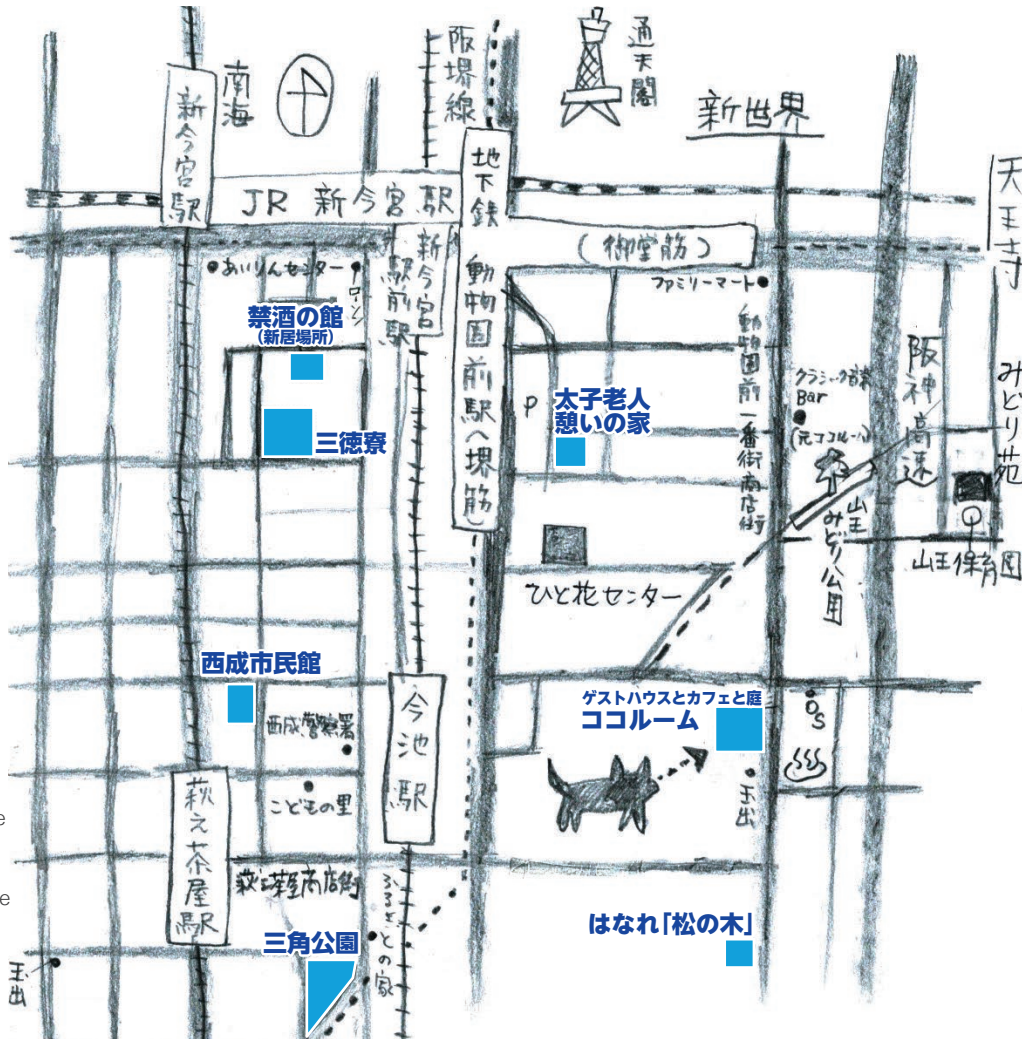 阪堺線
通天閣
南海
新今宮駅
新世界
天王寺
地下鉄 動物園前駅(堺筋)
JR 新今宮駅
新今宮駅前駅
(御堂筋)
あいりんセンター
ローソン
ファミリーマート
禁酒の館
(新居場所)
動物園前一番街商店街
阪神高速
みどり苑
クラシック音楽
Bar
(元ココルーム)
P
太子老人
憩いの家
三徳寮
山王みどり公園
山王保育園
ひと花センター
西成市民館
今池駅
ゲストハウスとカフェと庭
ココルーム
西成警察署
こどもの里
玉出
萩之茶屋駅
萩之茶屋商店街
ふるさとの家
はなれ「松の木」
三角公園
玉出
e
e